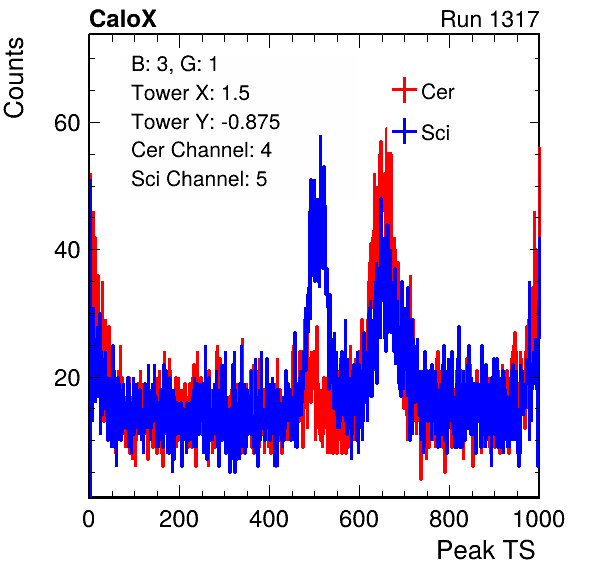 CaloX Run 1317
Counts
B: 3, G: 1
Tower X: 1.5
Tower Y: -0.875
Cer Channel: 4
Sci Channel: 5
Cer
Sci
60
40
20
0 200 400 600 800 1000
Peak TS